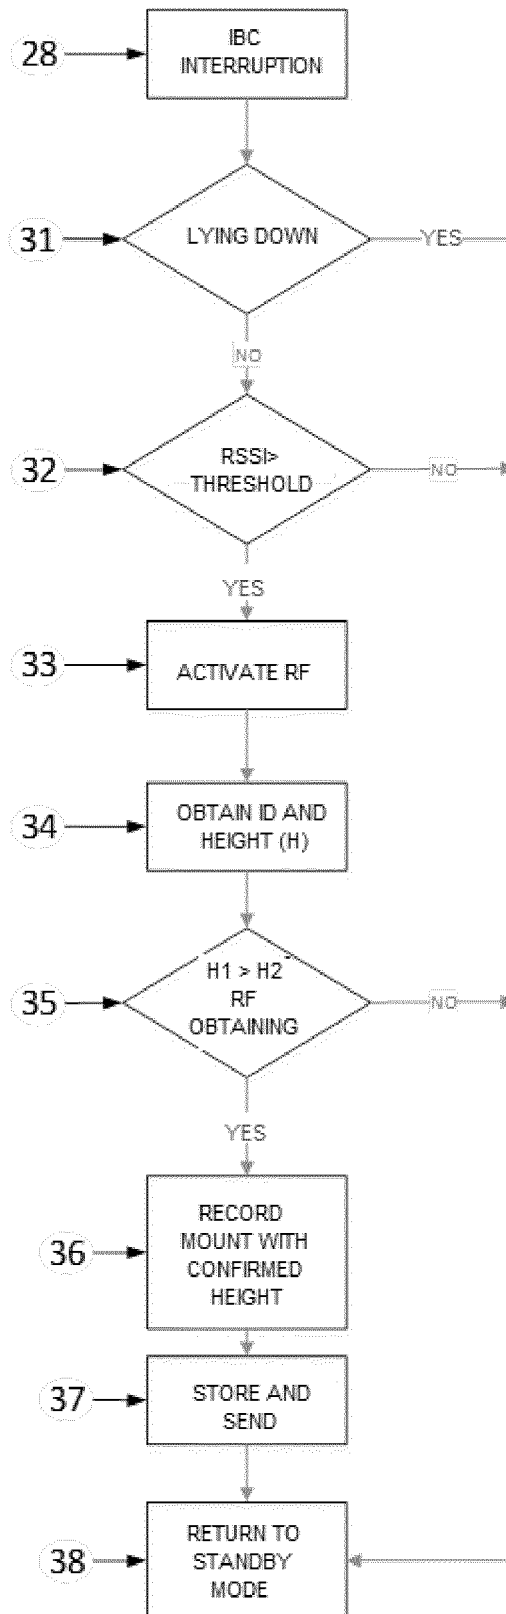 28
IBC
INTERRUPTION
31
LYING DOWN
YES
NO
32
RSSI>
THRESHOLD
NO
YES
33
ACTIVATE RF
34
OBTAIN ID AND
HEIGHT (H)
35
H1 > H2
RF
OBTAINING
NO
YES
36
RECORD
MOUNT WITH
CONFIRMED
HEIGHT
37
STORE AND
SEND
38
RETURN TO
STANDBY
MODE